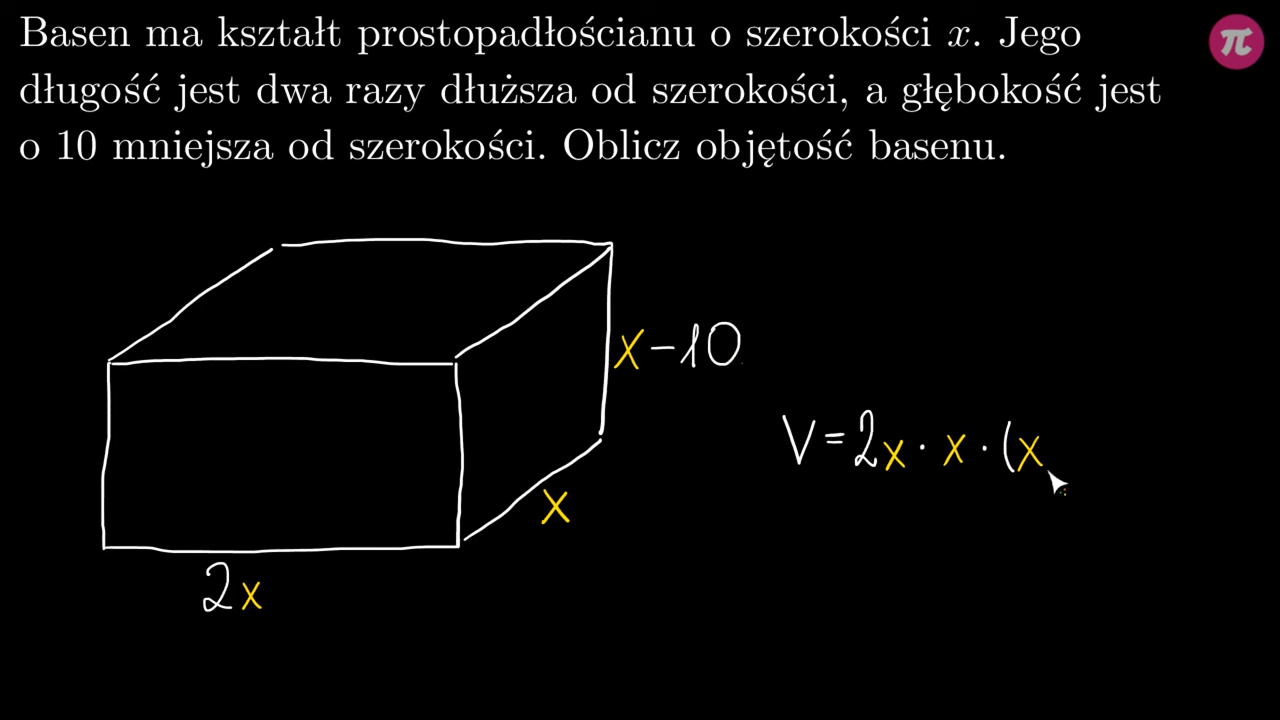 Basen ma kształt prostopadłościanu o szerokości x. Jego
długość jest dwa razy dłuższa od szerokości, a głębokość jest
o 10 mniejsza od szerokości. Oblicz objętość basenu.
π
x-10
V=2x·x·(x
x
2x